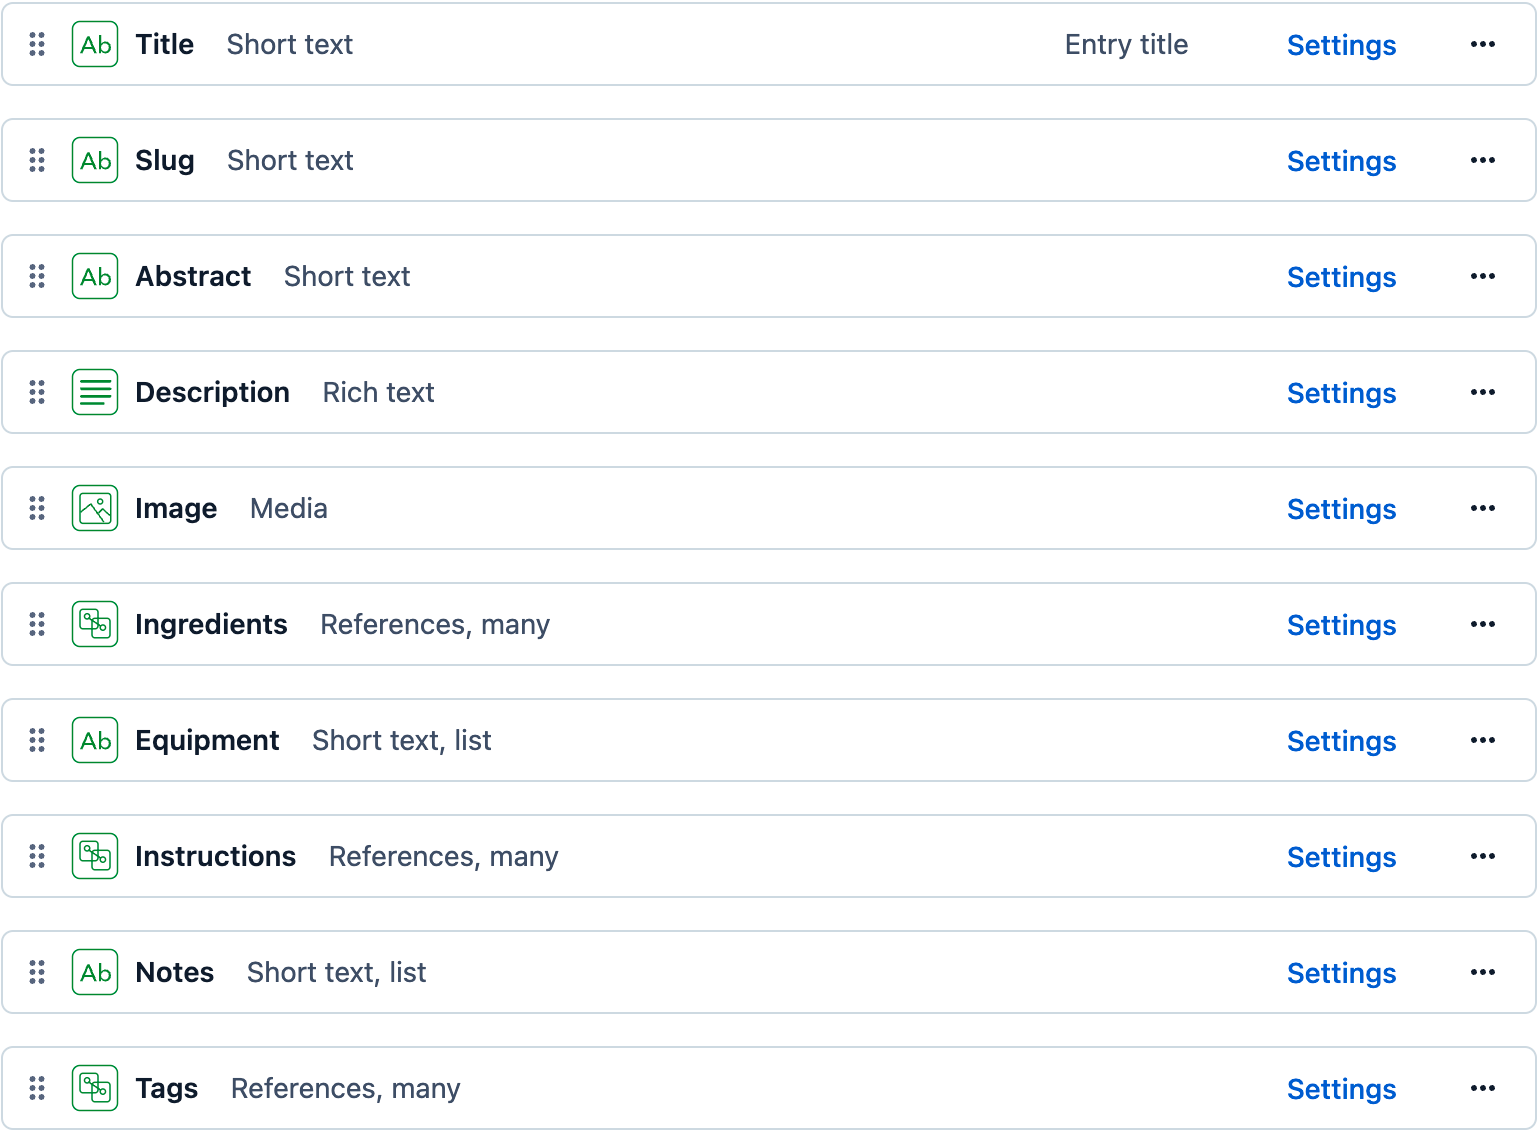 Ab Title Short text Entry title Settings
Ab Slug Short text Settings
Ab Abstract Short text Settings
Description Rich text Settings
Image Media Settings
Ingredients References, many Settings
Ab Equipment Short text, list Settings
Instructions References, many Settings
Ab Notes Short text, list Settings
Tags References, many Settings